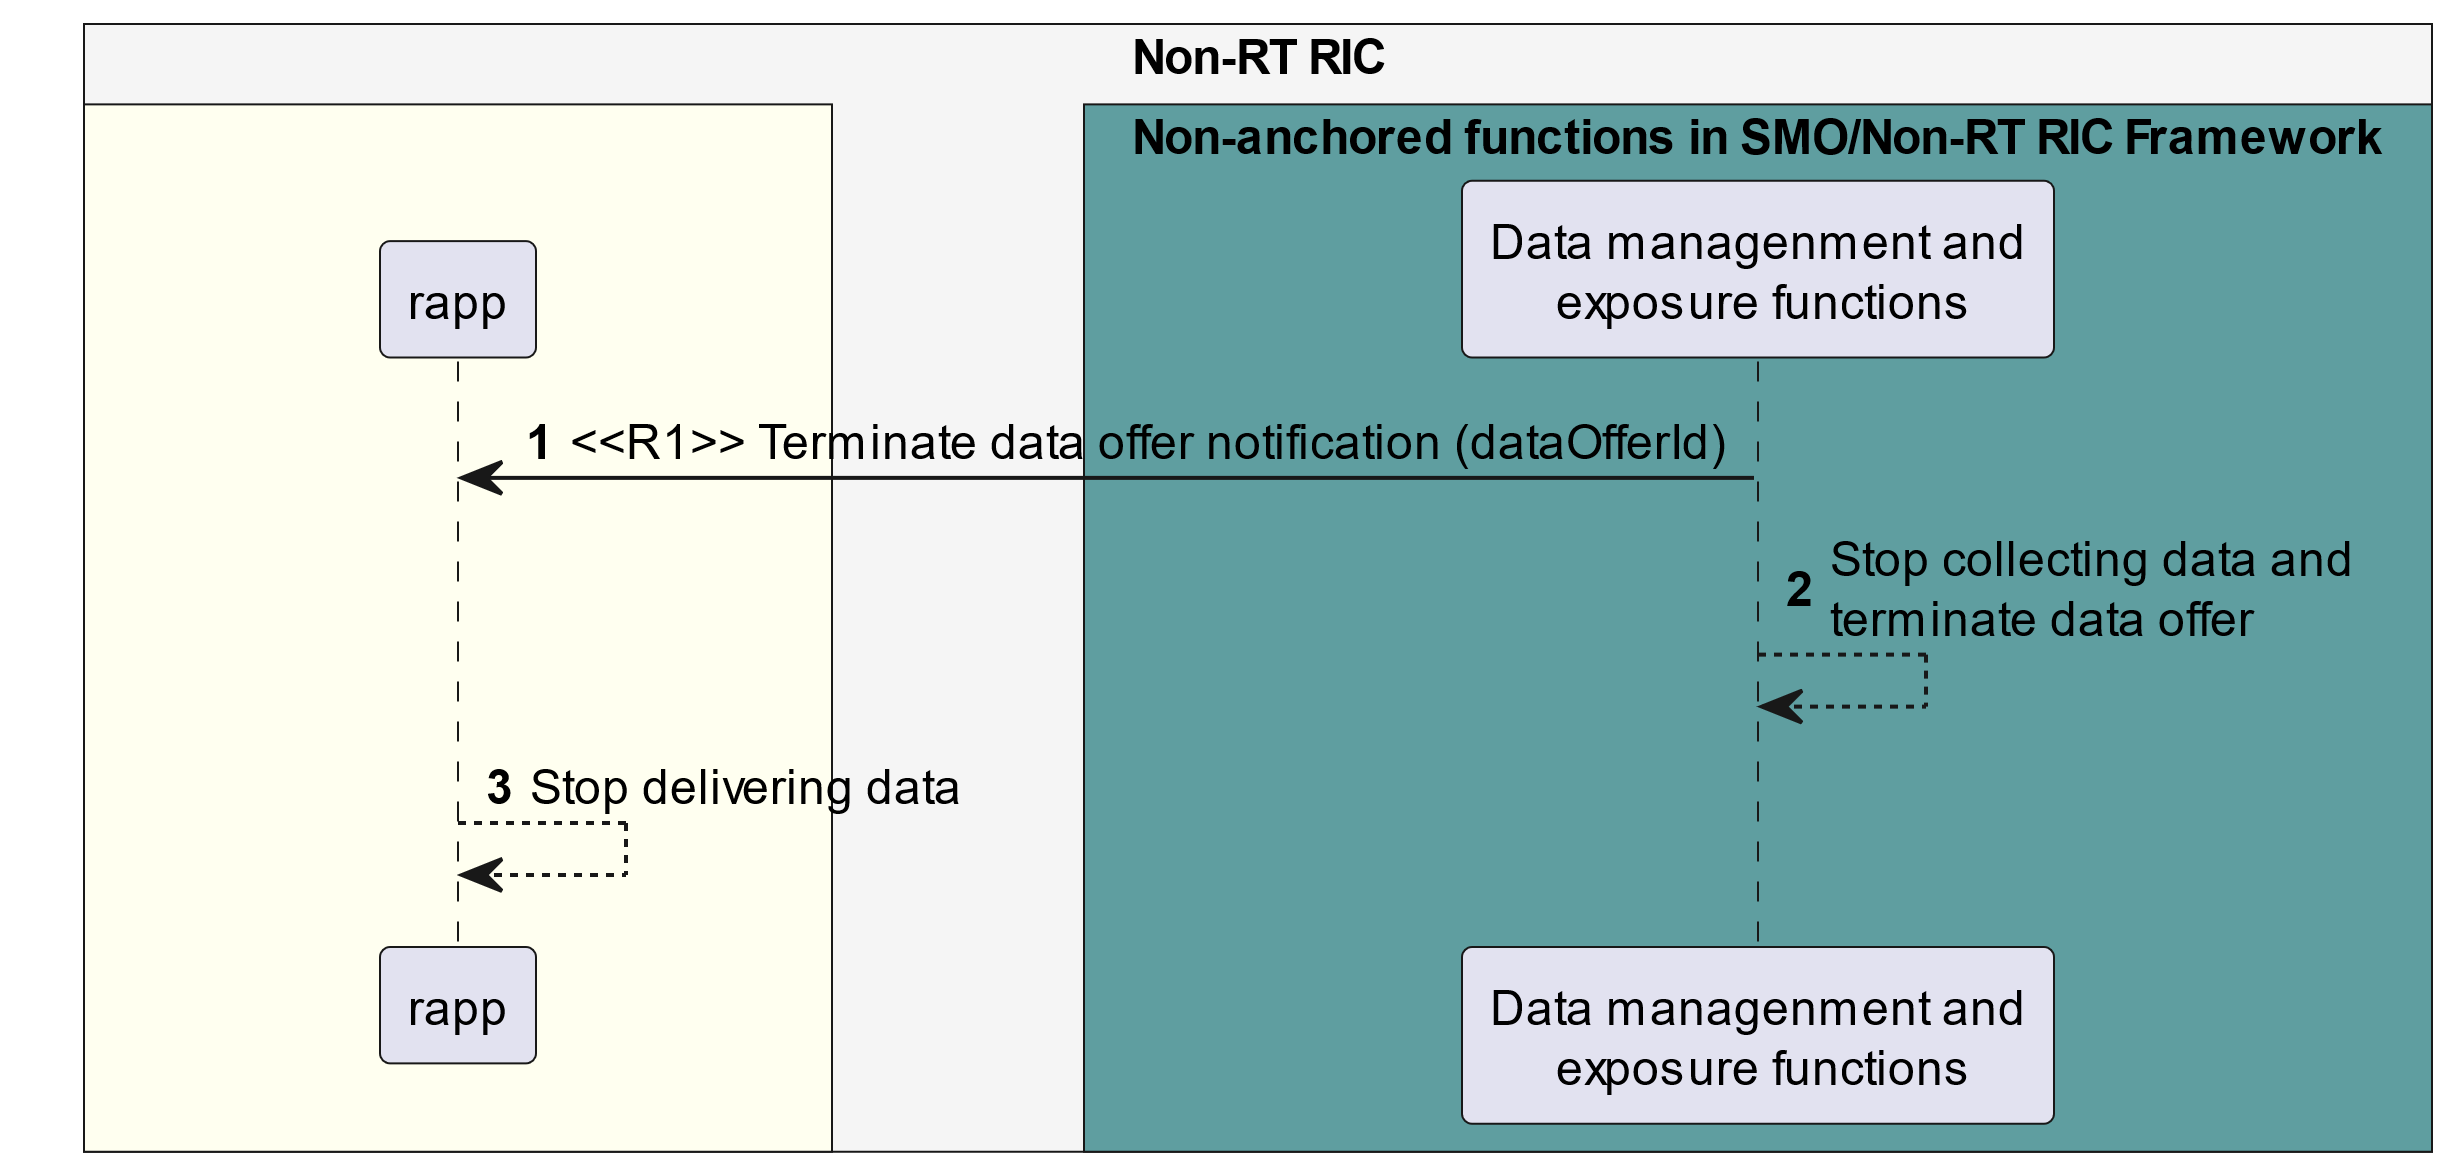 Non-RT RIC
Non-anchored functions in SMO/Non-RT RIC Framework
rapp
Data managenment and
exposure functions
1 <<R1>> Terminate data offer notification (dataOfferId)
2 Stop collecting data and
terminate data offer
3 Stop delivering data
rapp
Data managenment and
exposure functions